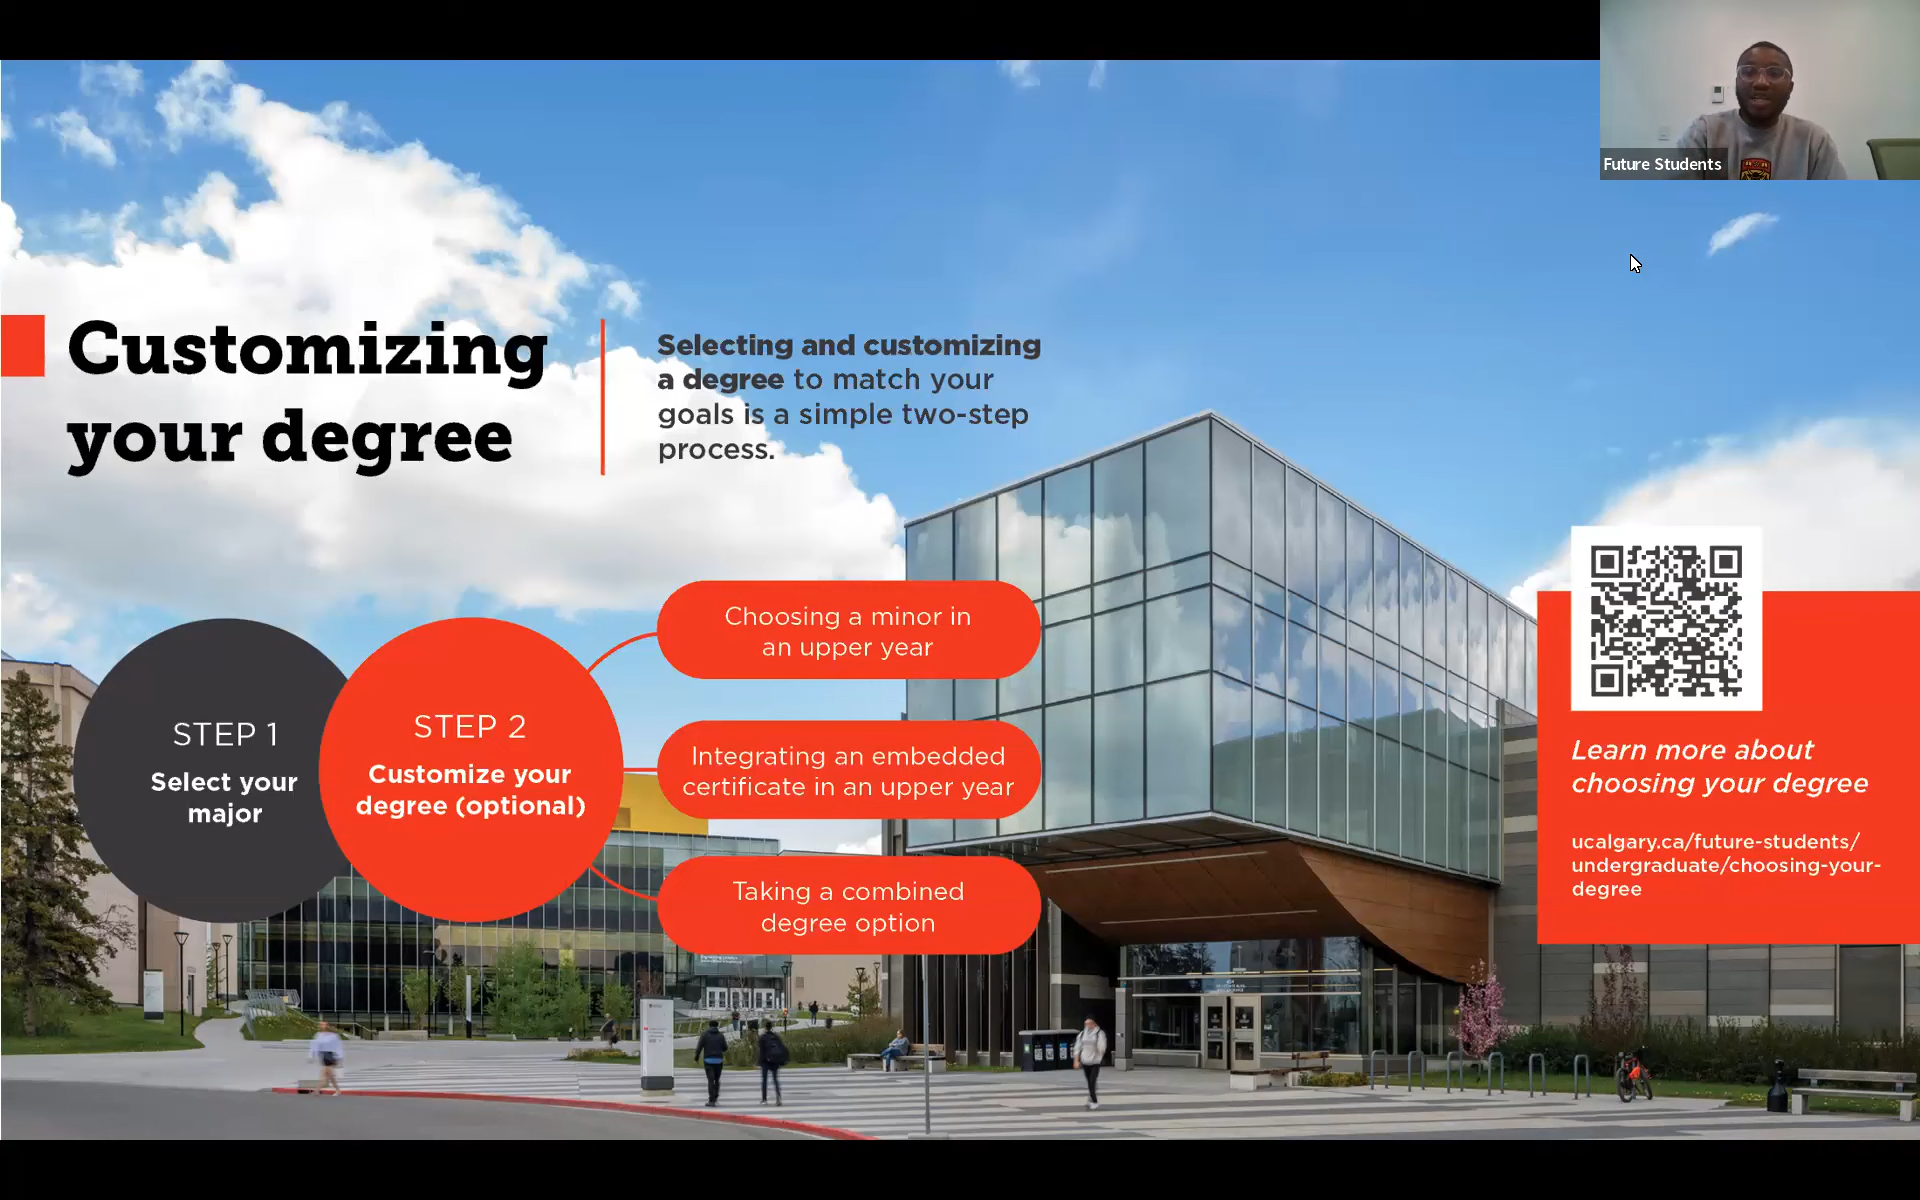 Future Students
Customizing
your degree
Selecting and customizing
a degree to match your
goals is a simple two-step
process.
STEP 1
Select your
major
STEP 2
Customize your
degree (optional)
Choosing a minor in
an upper year
Integrating an embedded
certificate in an upper year
Taking a combined
degree option
Learn more about
choosing your degree
ucalgary.ca/future-students/
undergraduate/choosing-your-
degree